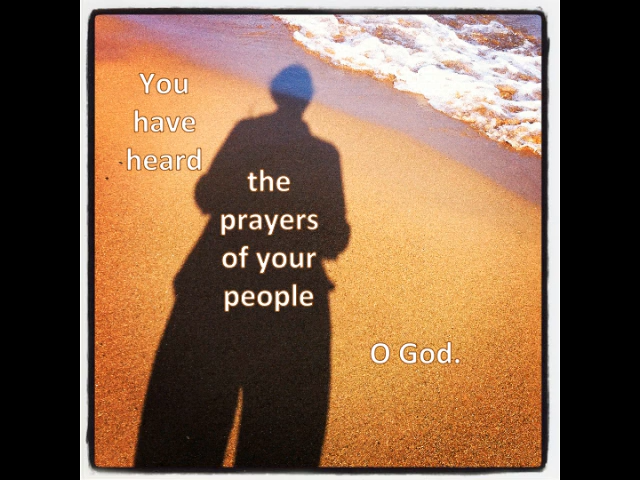 You
have
heard
the
prayers
of your
people
O God.